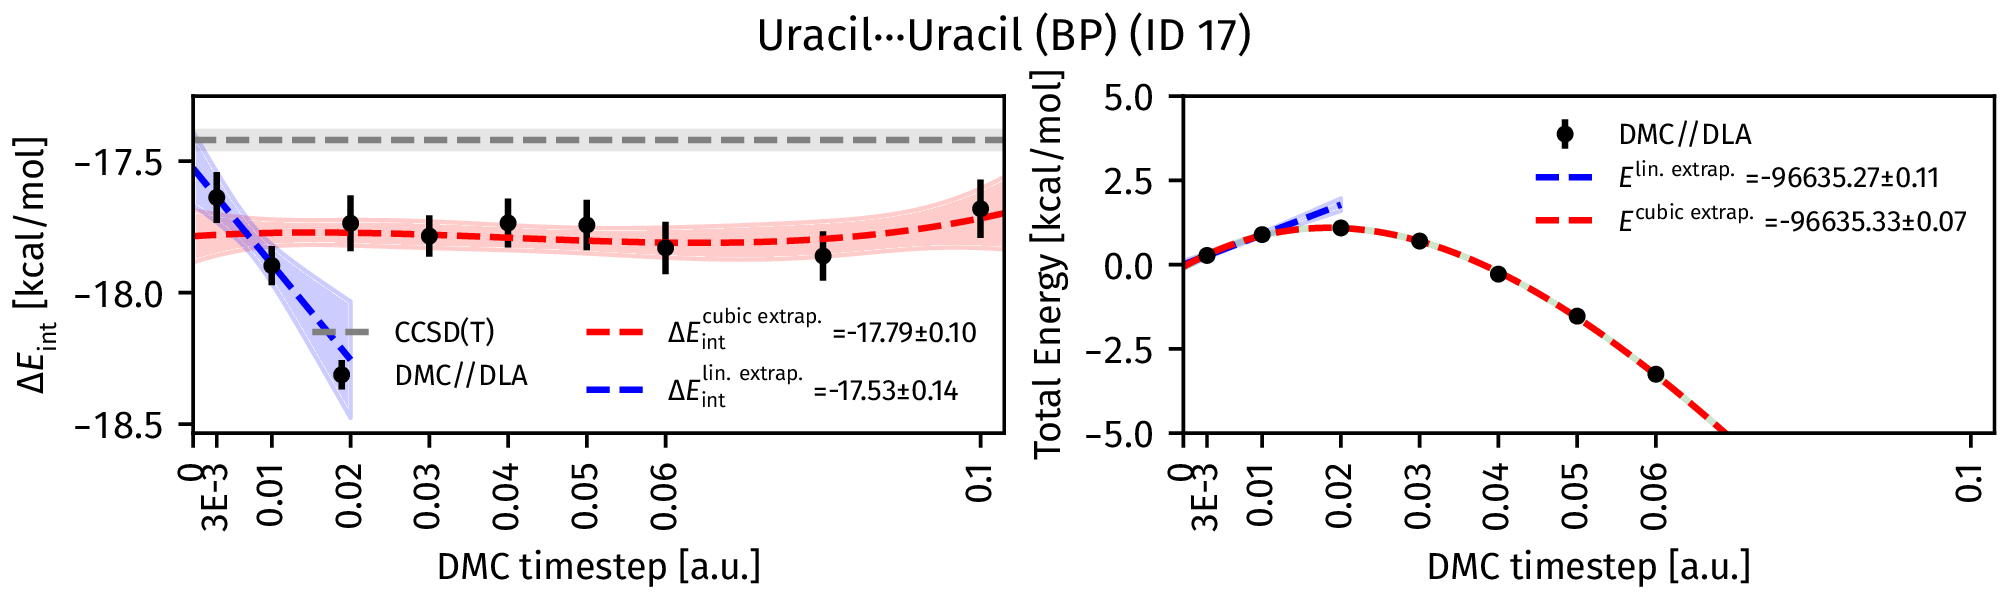 Uracil···Uracil (BP) (ID 17)
ΔE_int [kcal/mol]
−17.5
−18.0
−18.5
CCSD(T)
DMC//DLA
ΔE_int^cubic extrap. =-17.79±0.10
ΔE_int^lin. extrap. =-17.53±0.14
0
3E-3
0.01
0.02
0.03
0.04
0.05
0.06
0.1
DMC timestep [a.u.]
Total Energy [kcal/mol]
5.0
2.5
0.0
−2.5
−5.0
DMC//DLA
E^lin. extrap. =-96635.27±0.11
E^cubic extrap. =-96635.33±0.07
0
3E-3
0.01
0.02
0.03
0.04
0.05
0.06
0.1
DMC timestep [a.u.]